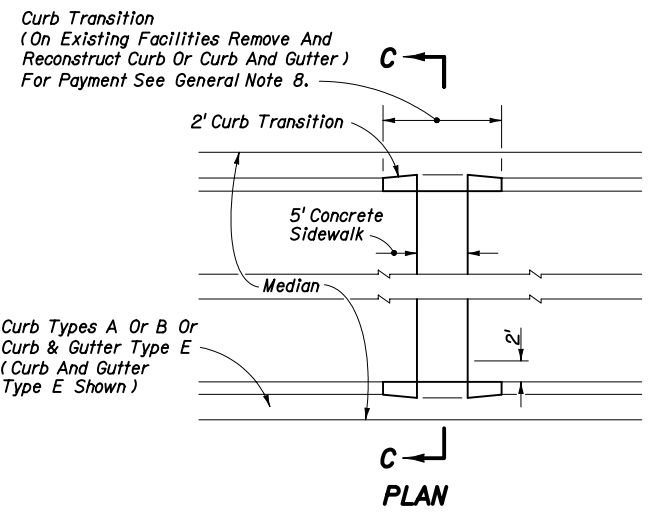 Curb Transition
(On Existing Facilities Remove And
Reconstruct Curb Or Curb And Gutter)
For Payment See General Note 8.
C
2' Curb Transition
5' Concrete
Sidewalk
Median
Curb Types A Or B Or
Curb & Gutter Type E
(Curb And Gutter
Type E Shown)
2'
C
PLAN